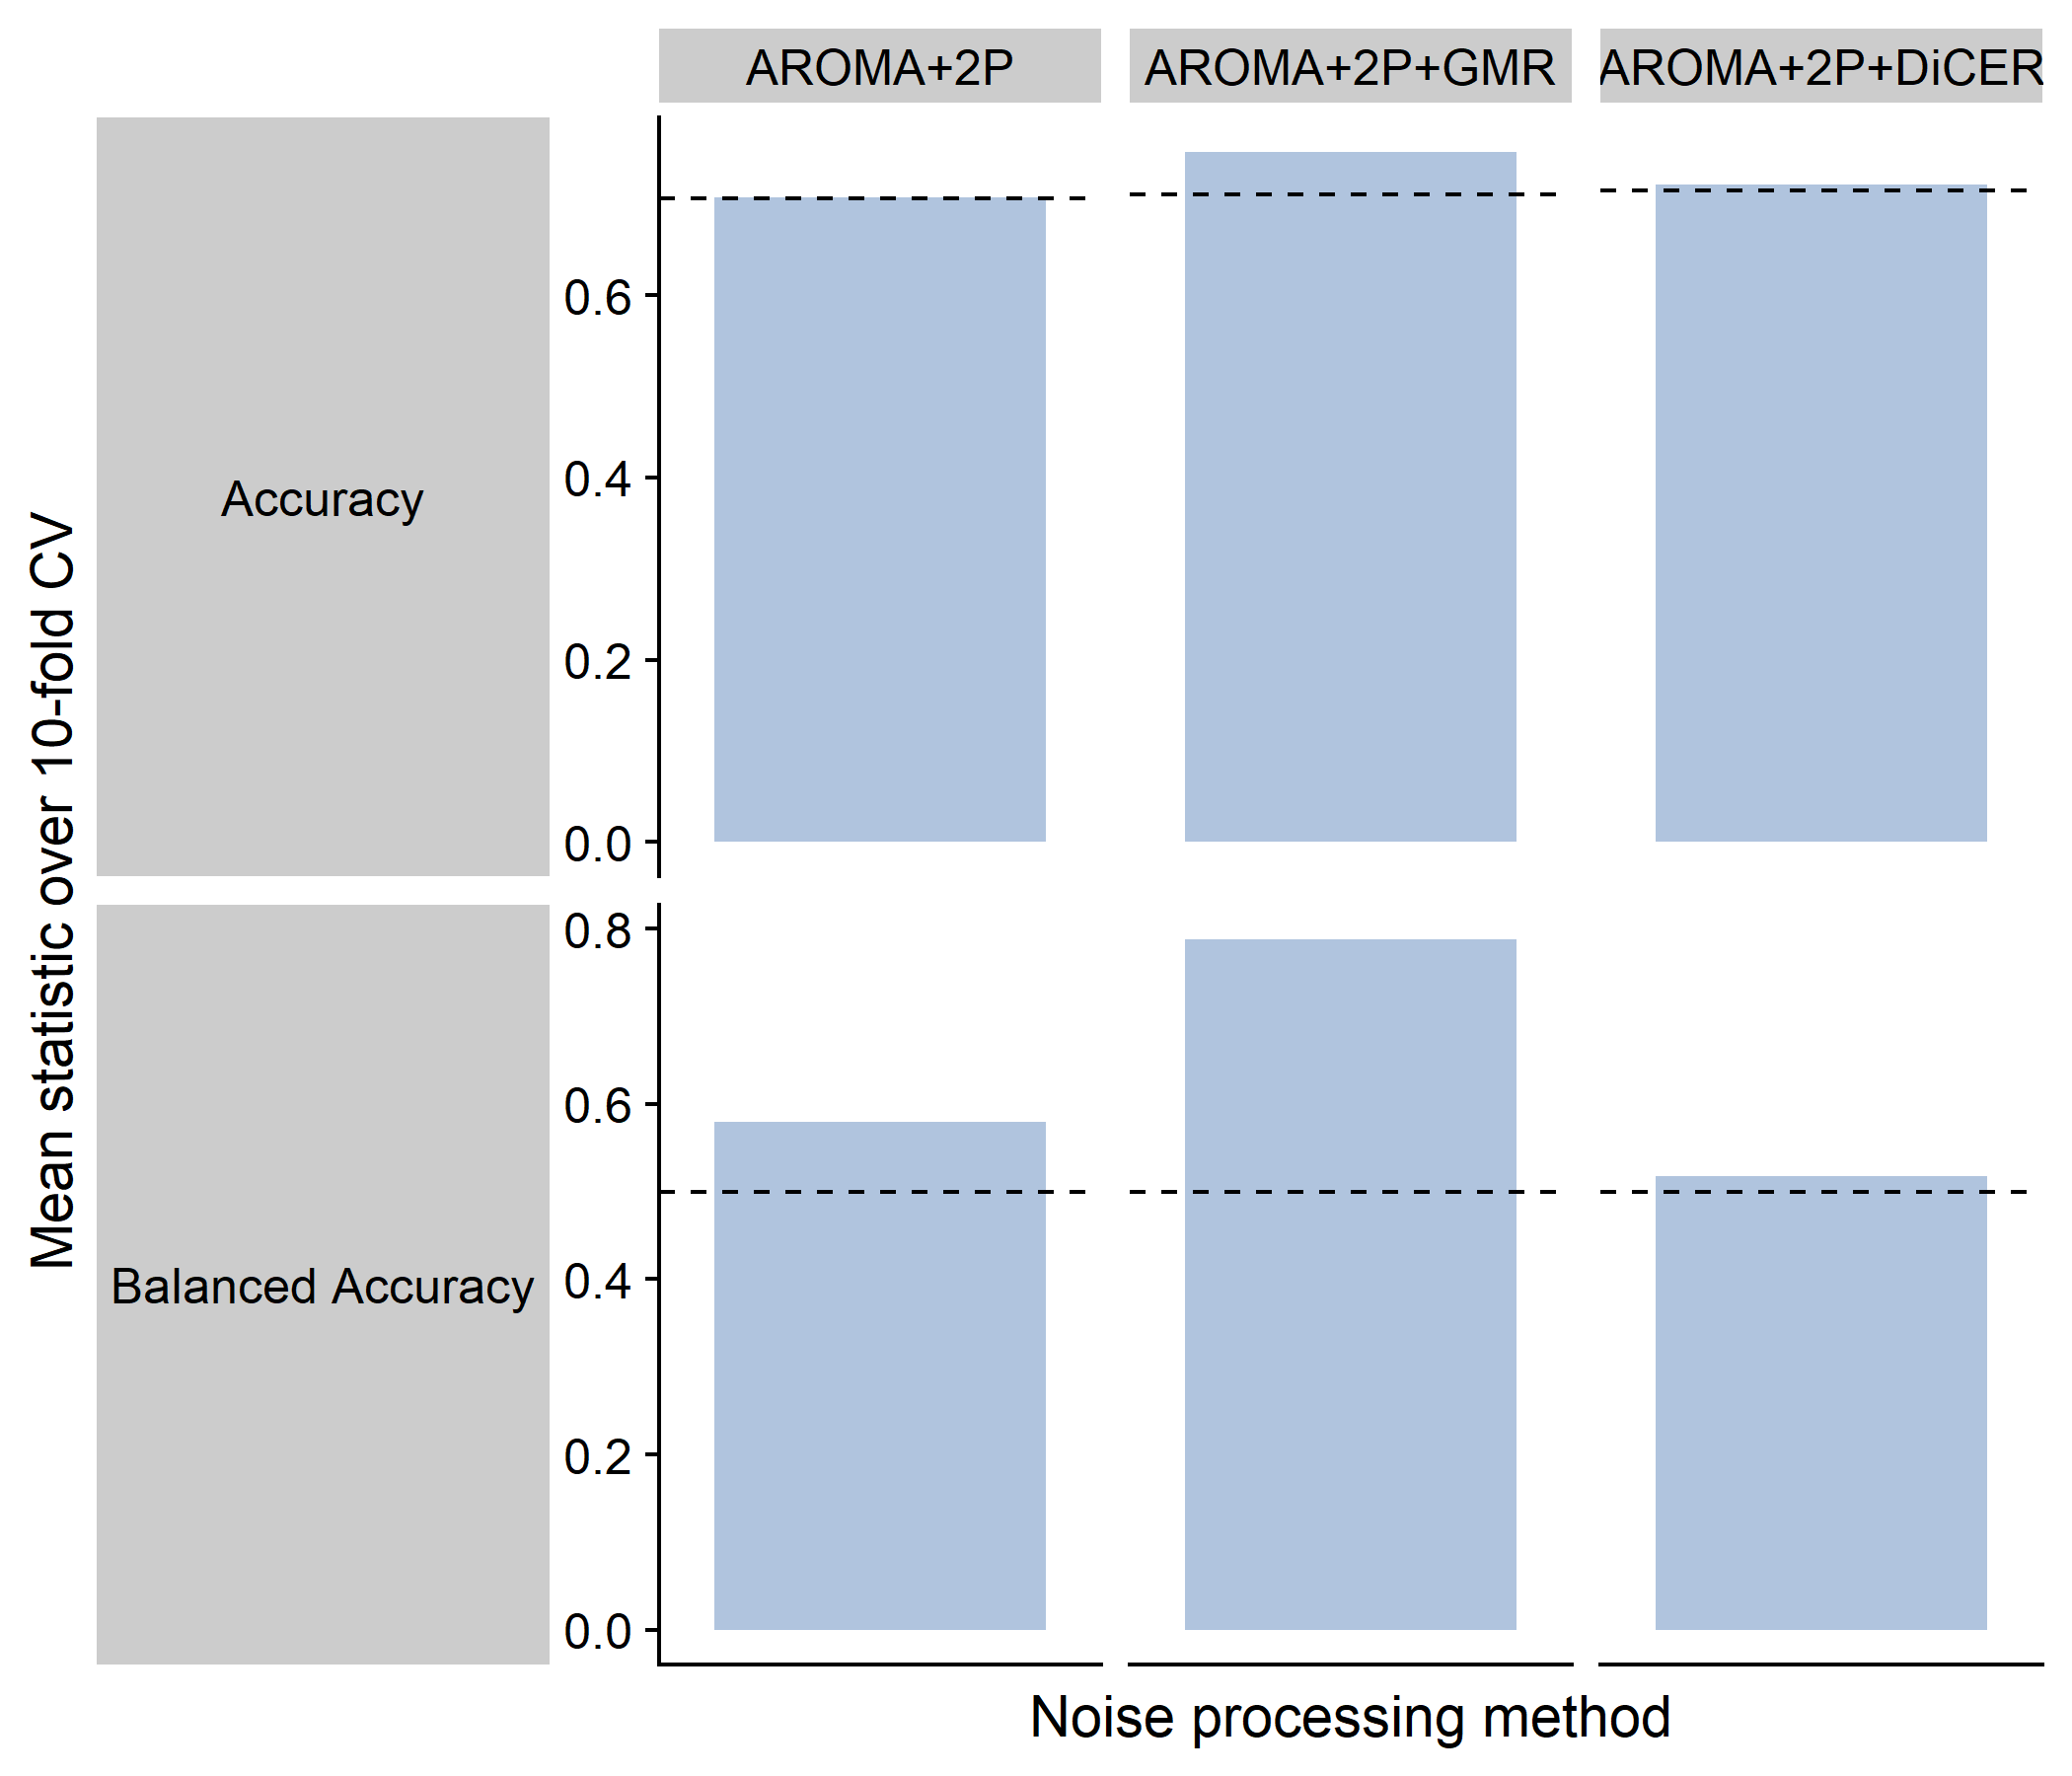 AROMA+2P
AROMA+2P+GMR
AROMA+2P+DiCER
Mean statistic over 10-fold CV
Accuracy
0.6
0.4
0.2
0.0
Balanced Accuracy
0.8
0.6
0.4
0.2
0.0
Noise processing method